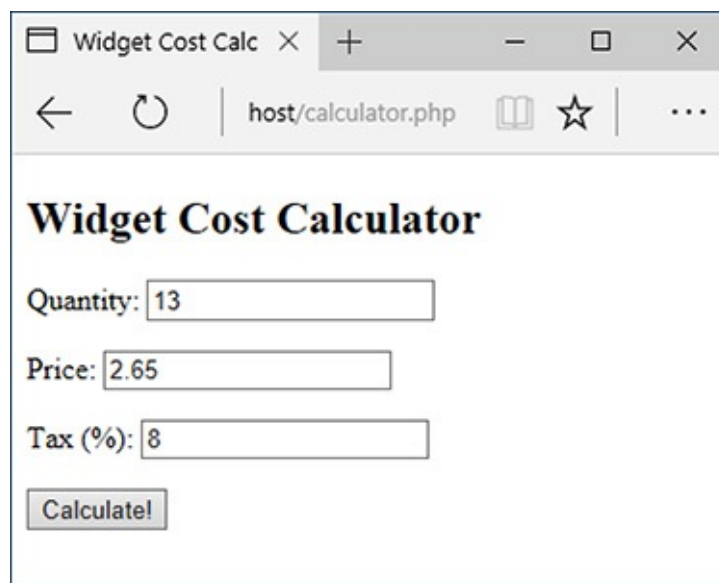 Widget Cost Calc
host/calculator.php
Widget Cost Calculator
Quantity: 13
Price: 2.65
Tax (%): 8
Calculate!